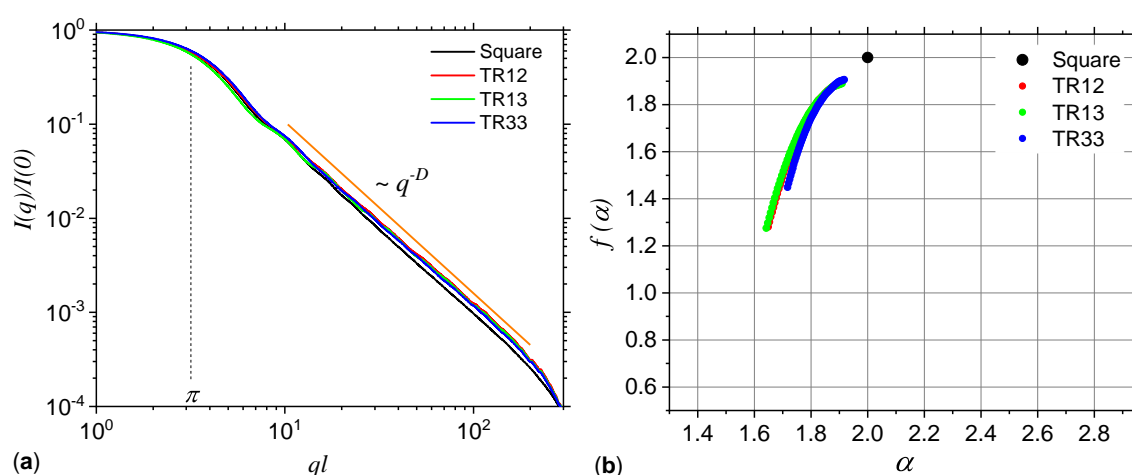 10^0
10^-1
10^-2
10^-3
10^-4
I(q)/I(0)
Square
TR12
TR13
TR33
~ q^-D
π
10^0
10^1
10^2
ql
(a)
2.0
1.8
1.6
1.4
1.2
1.0
0.8
0.6
f (α)
Square
TR12
TR13
TR33
1.4 1.6 1.8 2.0 2.2 2.4 2.6 2.8
α
(b)